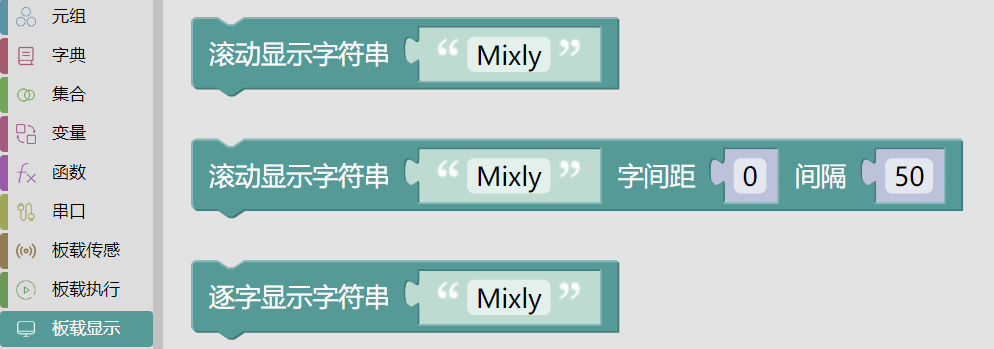 元组
字典
集合
变量
函数
串口
板载传感
板载执行
板载显示
滚动显示字符串 “ Mixly ”
滚动显示字符串 “ Mixly ” 字间距 0 间隔 50
逐字显示字符串 “ Mixly ”